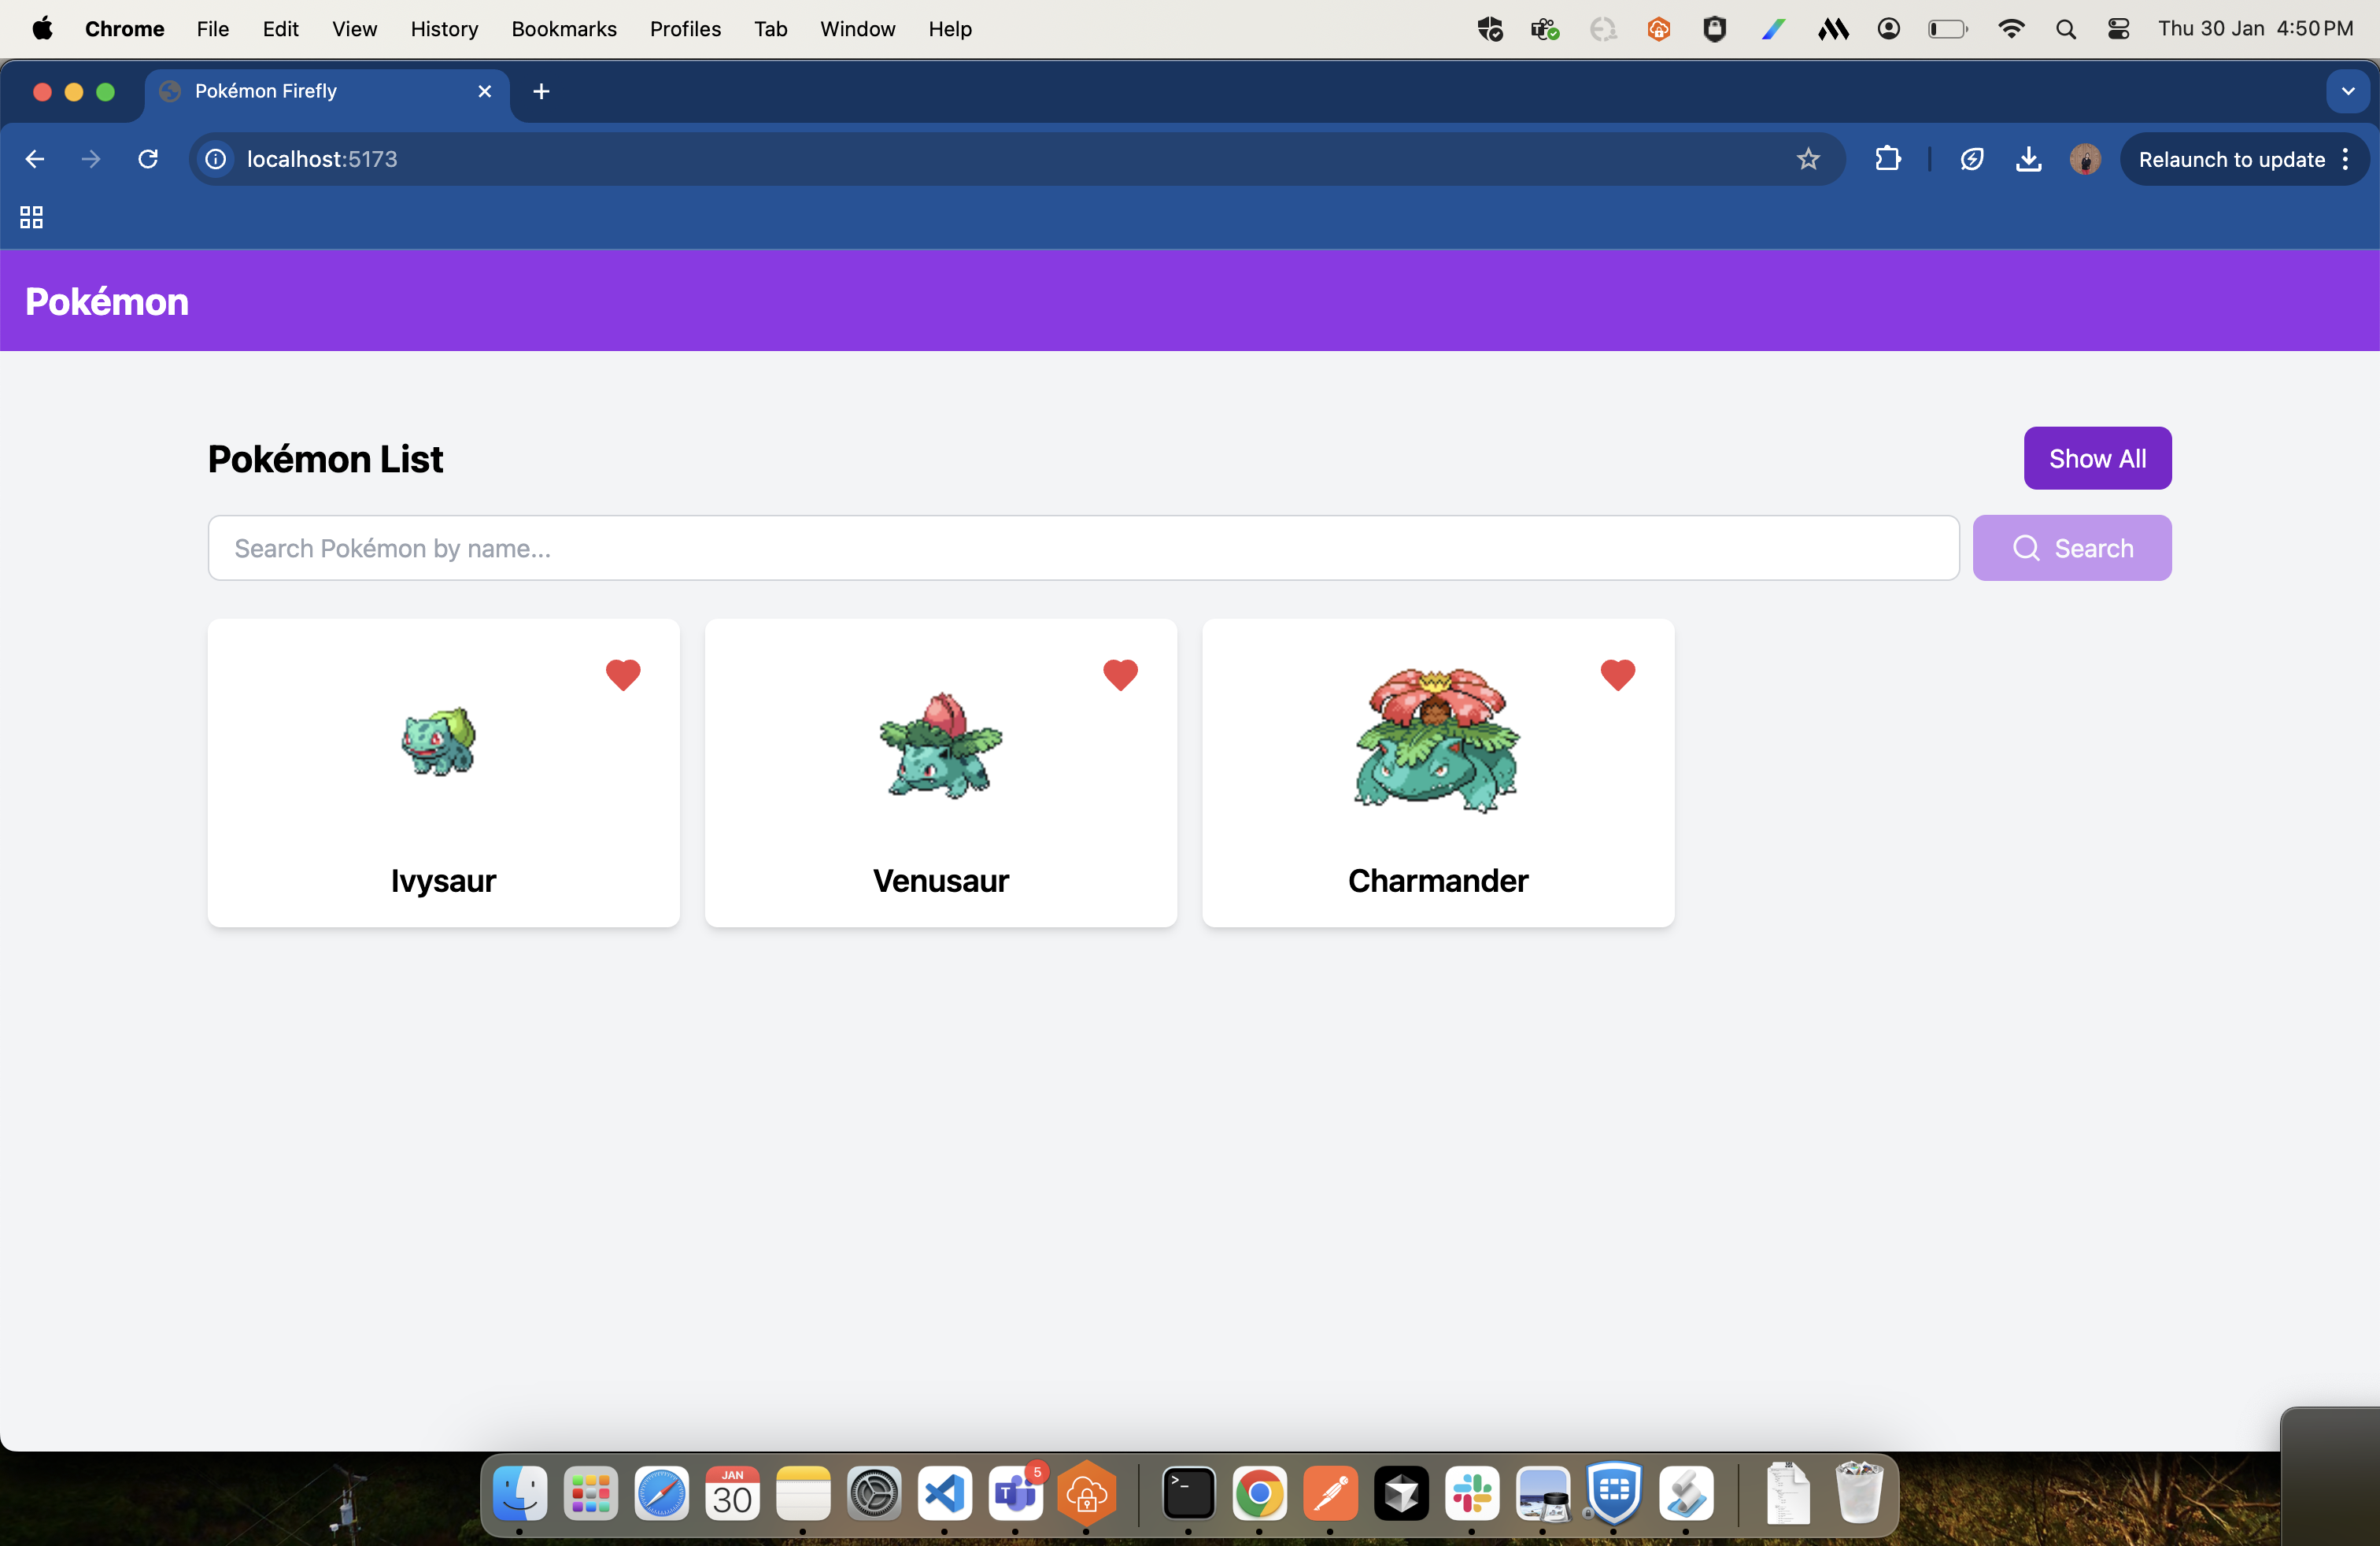 Chrome File Edit View History Bookmarks Profiles Tab Window Help Thu 30 Jan 4:50 PM
Pokémon Firefly
localhost:5173 Relaunch to update
Pokémon
Pokémon List
Show All
Search Pokémon by name...
Search
Ivysaur
Venusaur
Charmander
JAN
30
T
5
>_